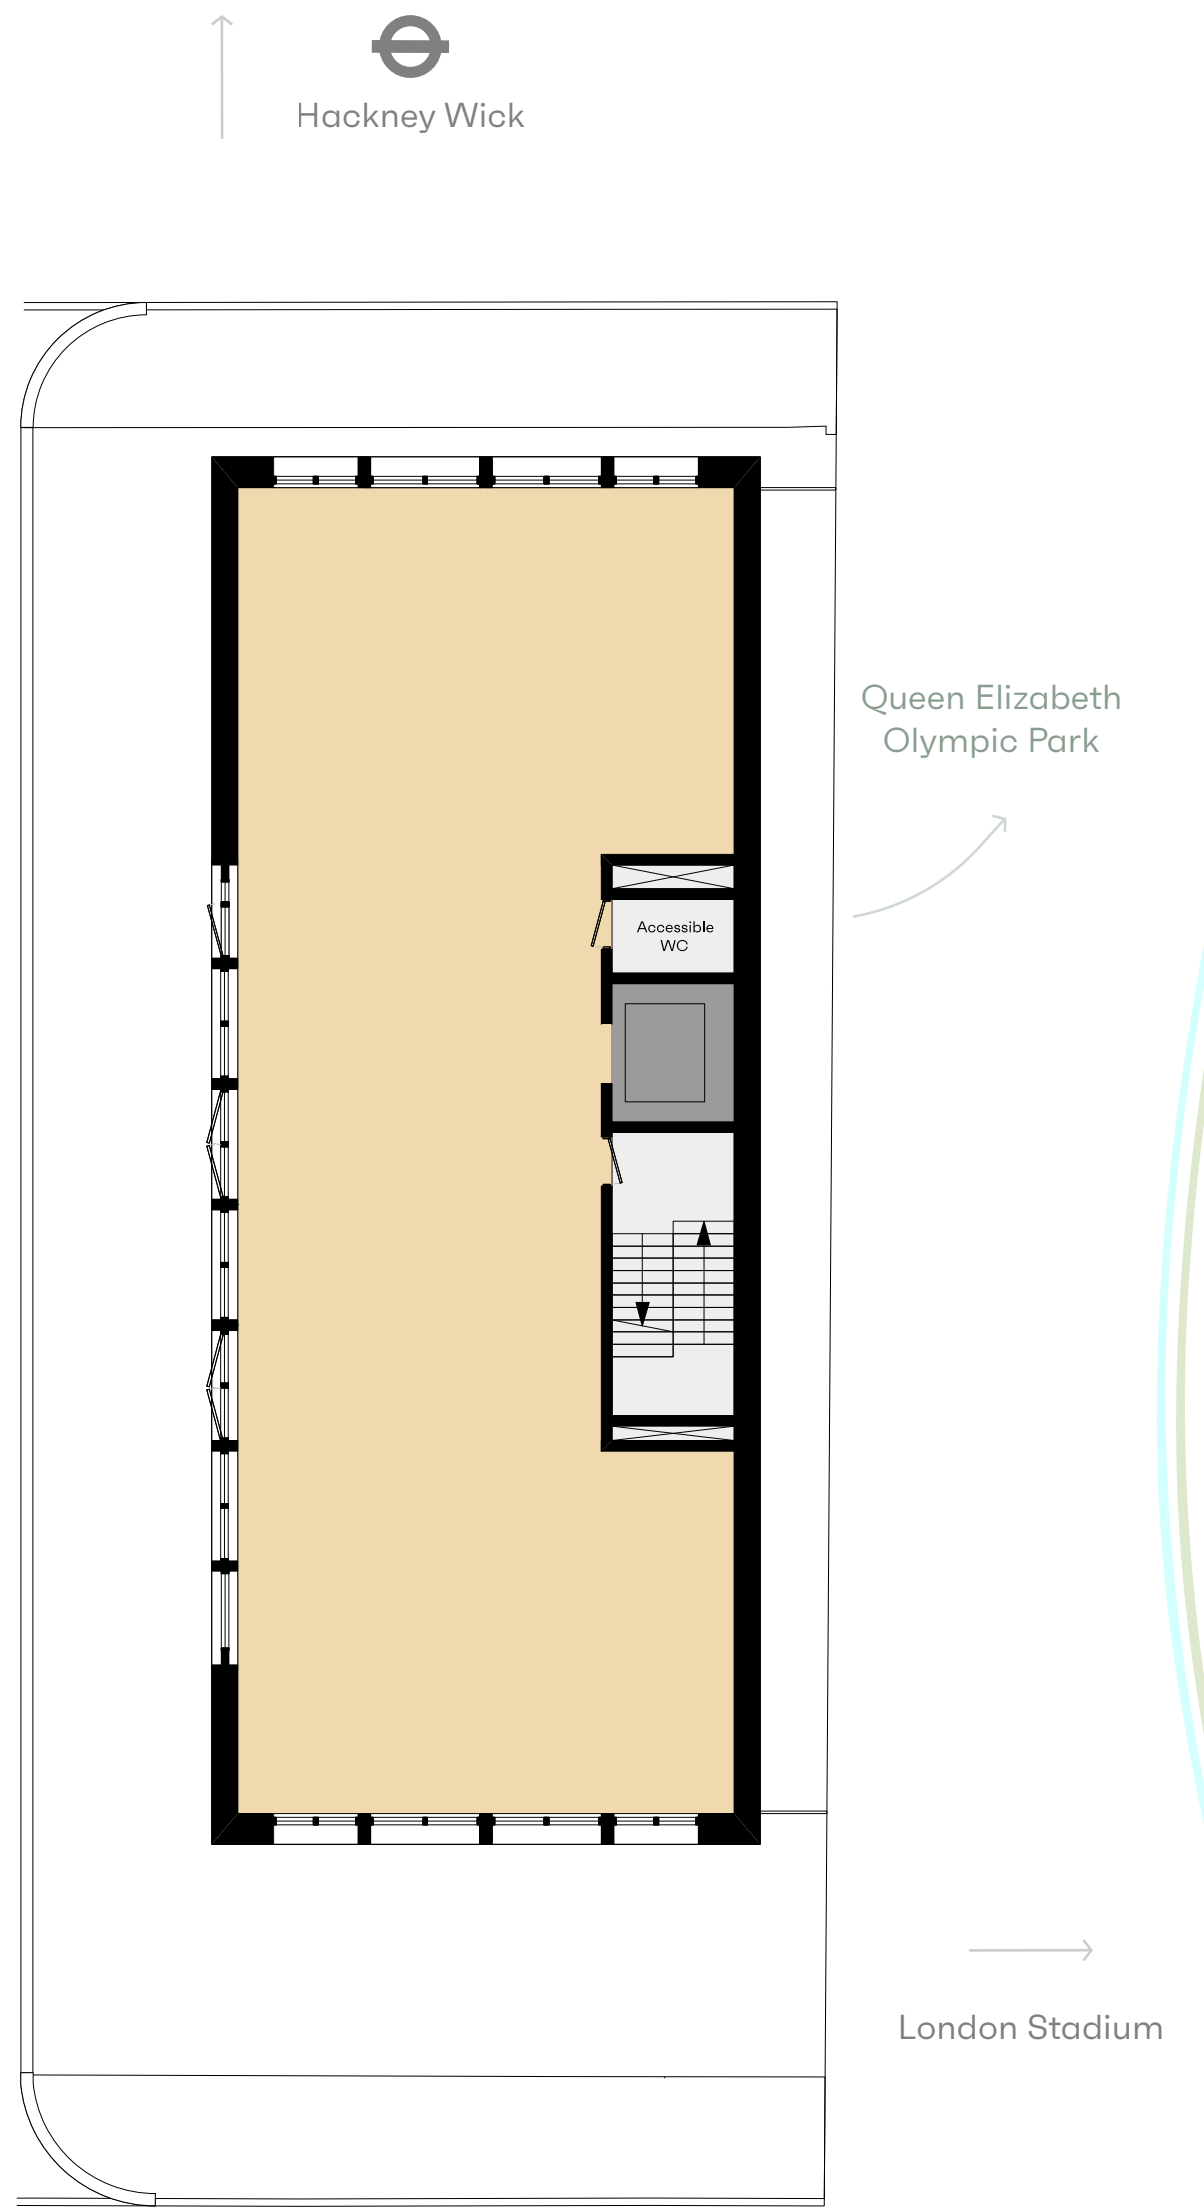 Hackney Wick
Queen Elizabeth
Olympic Park
Accessible
WC
London Stadium